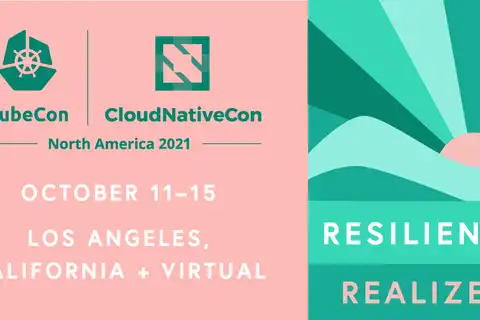 ubeCon
CloudNativeCon
North America 2021
OCTOBER 11–15
LOS ANGELES,
ALIFORNIA + VIRTUAL
RESILIEN
REALIZE